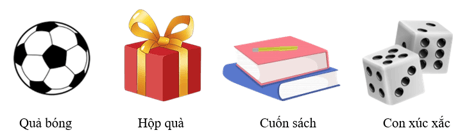 Quả bóng Hộp quà Cuốn sách Con xúc xắc